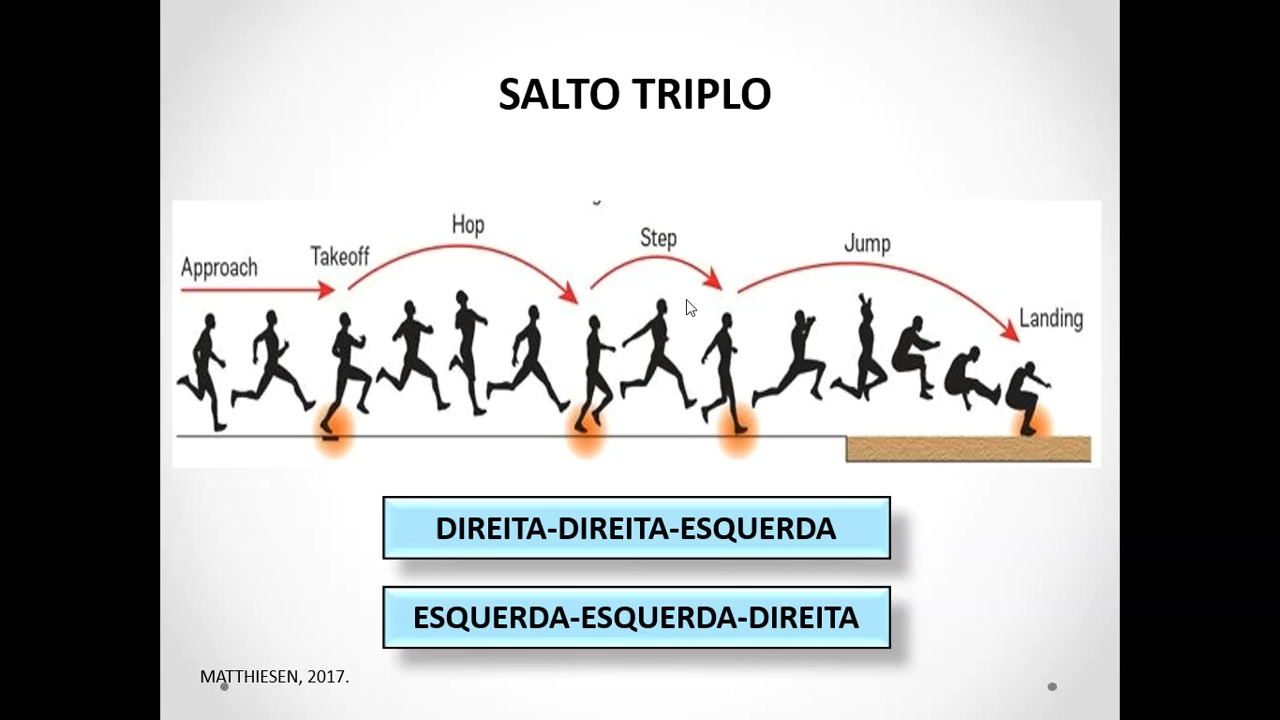 SALTO TRIPLO
Hop
Step
Jump
Takeoff
Approach
Landing
DIREITA-DIREITA-ESQUERDA
ESQUERDA-ESQUERDA-DIREITA
MATTHIESEN, 2017.